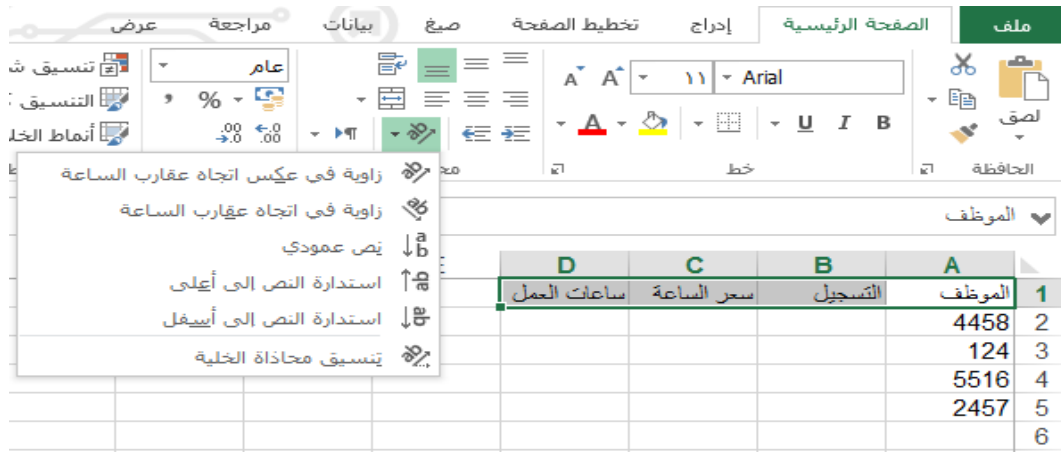 ملف الصفحة الرئيسية إدراج تخطيط الصفحة صيغ بيانات مراجعة عرض
لصق
Arial ١١ A A
B I U A
عام
%
تنسيق
التنسيق
أنماط
الحافظة خط
زاوية في عكس اتجاه عقارب الساعة
زاوية في اتجاه عقارب الساعة
نص عمودي
استدارة النص إلى أعلى
استدارة النص إلى أسفل
تنسيق محاذاة الخلية
الموظف
A B C D
1 الموظف التسجيل سعر الساعة ساعات العمل
2 4458
3 124
4 5516
5 2457
6